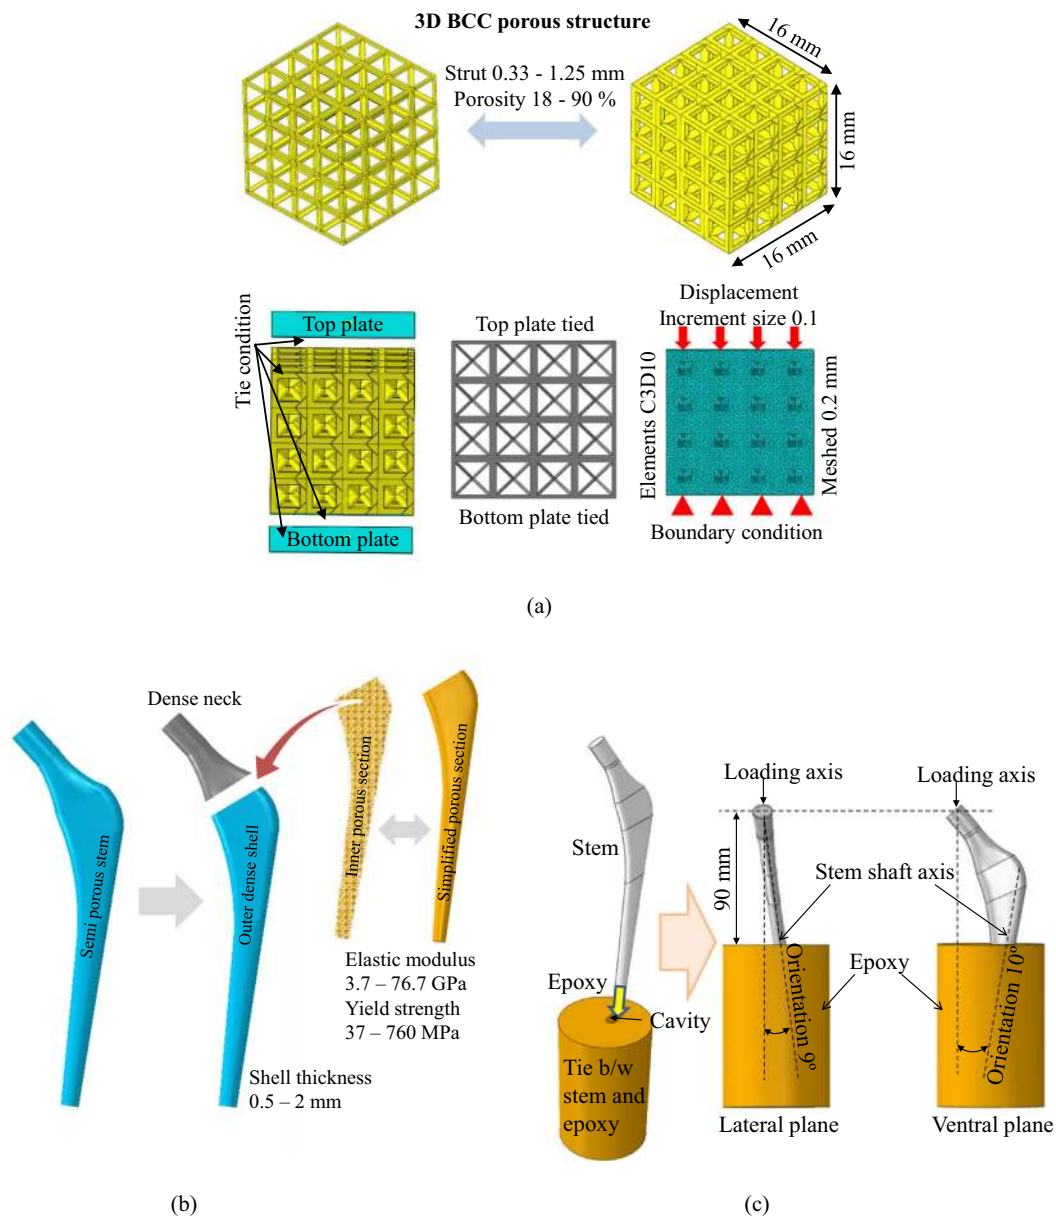 3D BCC porous structure
Strut 0.33 - 1.25 mm
Porosity 18 - 90 %
16 mm
16 mm
16 mm
Tie condition
Top plate
Bottom plate
Top plate tied
Bottom plate tied
Displacement
Increment size 0.1
Elements C3D10
Meshed 0.2 mm
Boundary condition
(a)
Semi porous stem
Dense neck
Outer dense shell
Inner porous section
Simplified porous section
Elastic modulus
3.7 – 76.7 GPa
Yield strength
37 – 760 MPa
Shell thickness
0.5 – 2 mm
(b)
Stem
Epoxy
Cavity
Tie b/w
stem and
epoxy
Loading axis
90 mm
Orientation 9º
Lateral plane
Stem shaft axis
Epoxy
Loading axis
Orientation 10º
Ventral plane
(c)